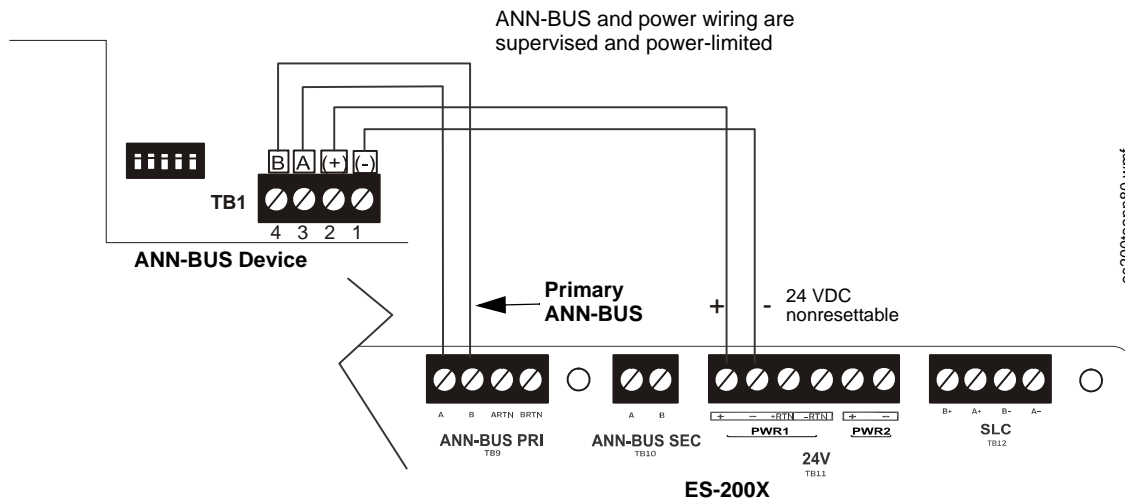 ANN-BUS and power wiring are
supervised and power-limited
B A (+) (-)
TB1
4 3 2 1
ANN-BUS Device
Primary
ANN-BUS
+ - 24 VDC
nonresettable
A B ARTN BRTN
ANN-BUS PRI
TB9
A B
ANN-BUS SEC
TB10
+ - +RTN -RTN + -
PWR1 PWR2
24V
TB11
B+ A+ B- A-
SLC
TB12
ES-200X